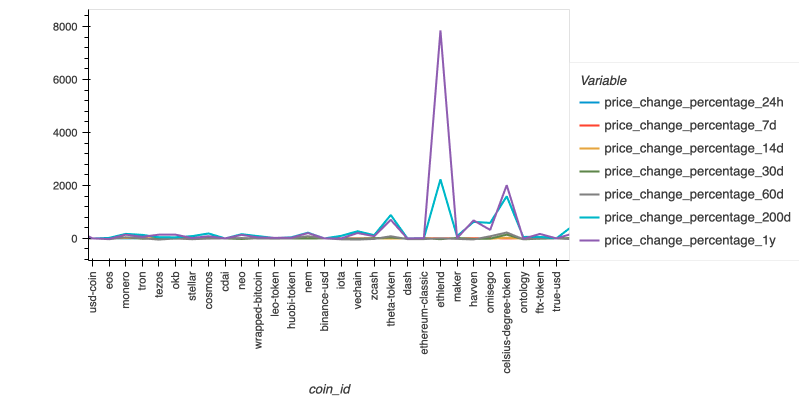 8000
6000
4000
2000
0
usd-coin
eos
monero
tron
tezos
okb
stellar
cosmos
cdai
neo
wrapped-bitcoin
leo-token
huobi-token
nem
binance-usd
iota
vechain
zcash
theta-token
dash
ethereum-classic
ethlend
maker
havven
omisego
celsius-degree-token
ontology
ftx-token
true-usd
coin_id
Variable
price_change_percentage_24h
price_change_percentage_7d
price_change_percentage_14d
price_change_percentage_30d
price_change_percentage_60d
price_change_percentage_200d
price_change_percentage_1y